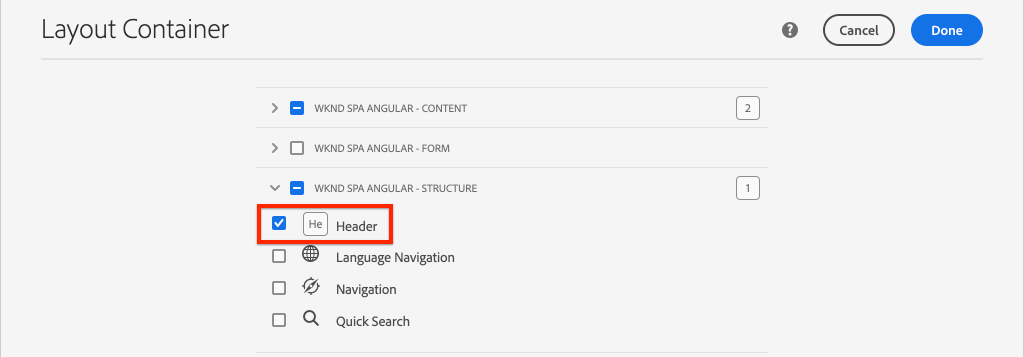 Layout Container
? Cancel Done
WKND SPA ANGULAR - CONTENT 2
WKND SPA ANGULAR - FORM
WKND SPA ANGULAR - STRUCTURE 1
He Header
Language Navigation
Navigation
Quick Search